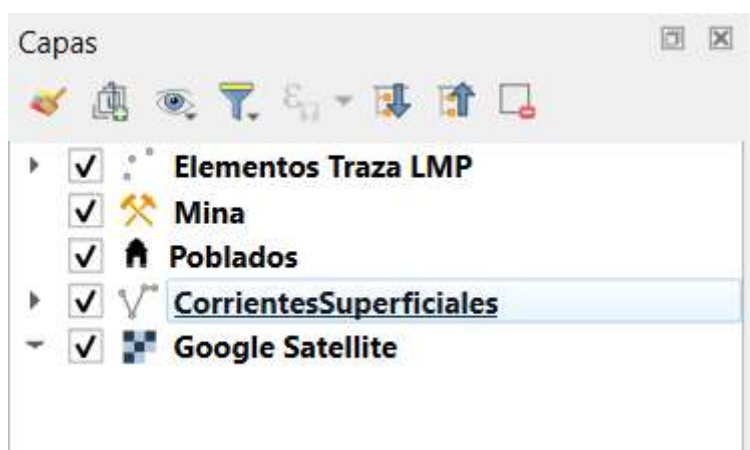 Capas
Elementos Traza LMP
Mina
Poblados
CorrientesSuperficiales
Google Satellite